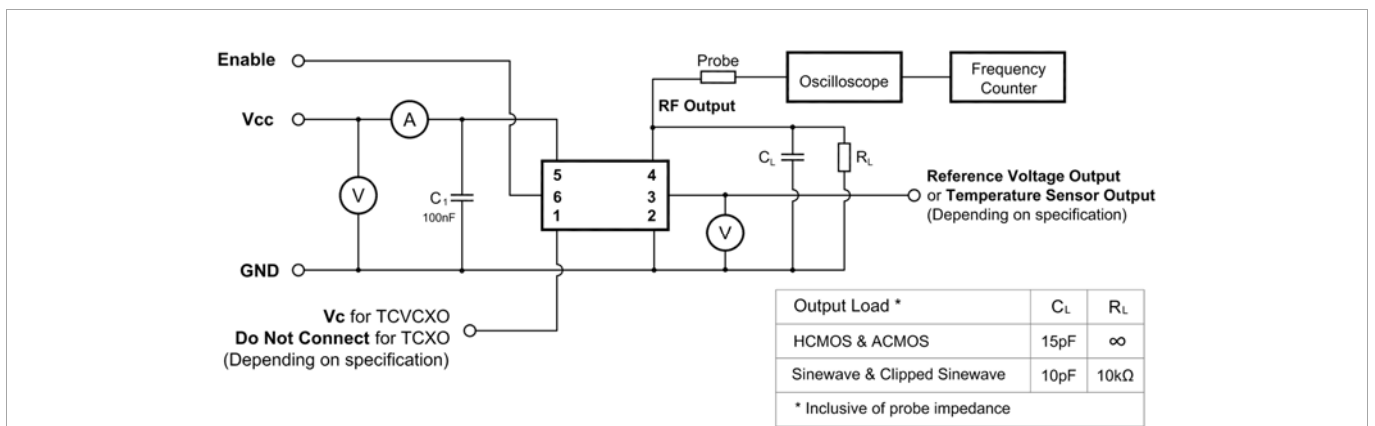 Enable
Probe
Oscilloscope
Frequency
Counter
RF Output
Vcc
A
V
C1
100nF
5
6
1
4
3
2
CL
RL
V
Reference Voltage Output
or Temperature Sensor Output
(Depending on specification)
GND
Vc for TCVCXO
Do Not Connect for TCXO
(Depending on specification)
Output Load * CL RL
HCMOS & ACMOS 15pF ∞
Sinewave & Clipped Sinewave 10pF 10kΩ
* Inclusive of probe impedance